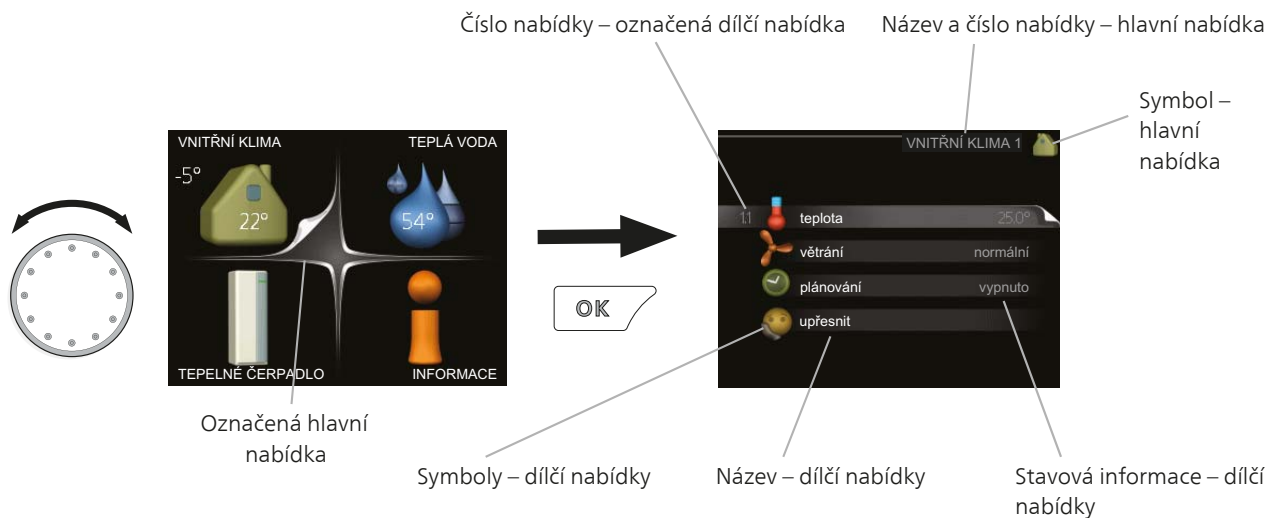 Číslo nabídky – označená dílčí nabídka
Název a číslo nabídky – hlavní nabídka
Symbol –
hlavní
nabídka
VNITŘNÍ KLIMA
TEPLÁ VODA
-5°
22°
54°
TEPELNÉ ČERPADLO
INFORMACE
OK
VNITŘNÍ KLIMA 1
1.1
teplota
25.0°
větrání
normální
plánování
vypnuto
upřesnit
Označená hlavní
nabídka
Symboly – dílčí nabídky
Název – dílčí nabídky
Stavová informace – dílčí
nabídky